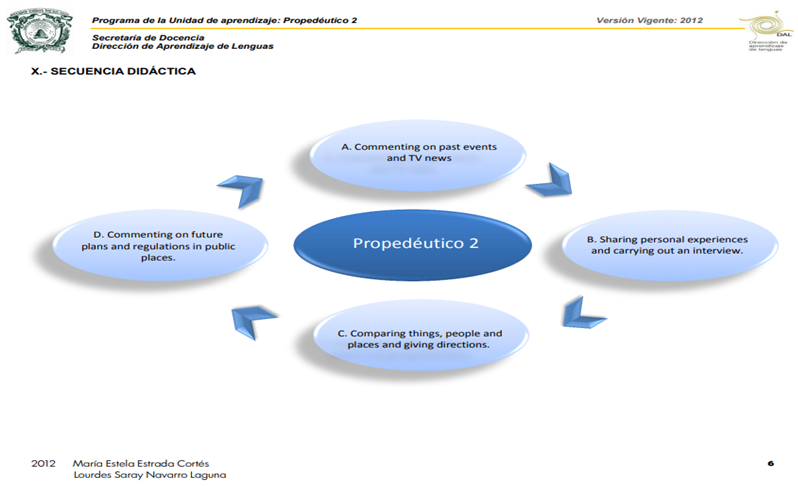 Programa de la Unidad de aprendizaje: Propedéutico 2
Versión Vigente: 2012
Secretaría de Docencia
Dirección de Aprendizaje de Lenguas
DAL
Dirección de
aprendizaje
de lenguas
X.- SECUENCIA DIDÁCTICA
A. Commenting on past events
and TV news
D. Commenting on future
plans and regulations in public
places.
Propedéutico 2
B. Sharing personal experiences
and carrying out an interview.
C. Comparing things, people and
places and giving directions.
2012 María Estela Estrada Cortés
Lourdes Saray Navarro Laguna
6